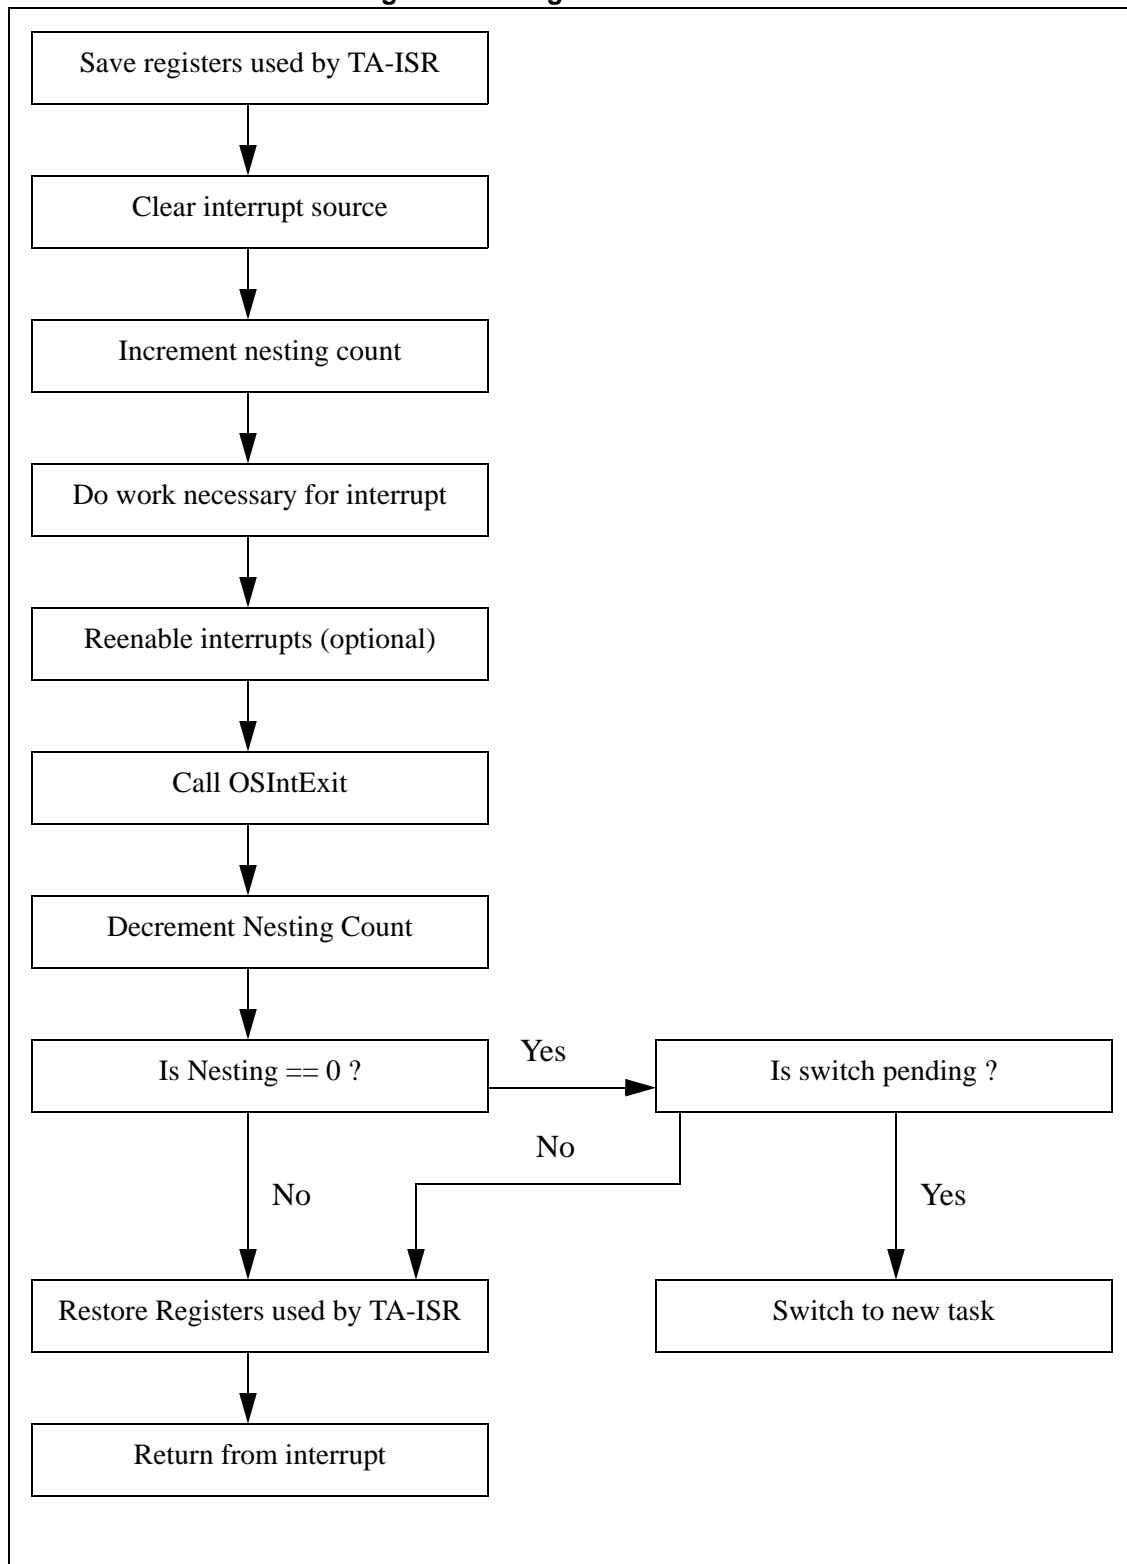 Save registers used by TA-ISR
Clear interrupt source
Increment nesting count
Do work necessary for interrupt
Reenable interrupts (optional)
Call OSIntExit
Decrement Nesting Count
Is Nesting == 0 ?
Yes
Is switch pending ?
No
No
Yes
Restore Registers used by TA-ISR
Switch to new task
Return from interrupt